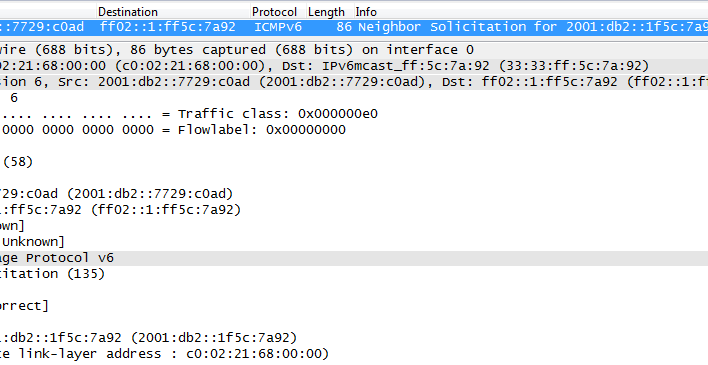 Destination Protocol Length Info
::7729:c0ad ff02::1:ff5c:7a92 ICMPv6 86 Neighbor Solicitation for 2001:db2::1f5c:7a9
wire (688 bits), 86 bytes captured (688 bits) on interface 0
02:21:68:00:00 (c0:02:21:68:00:00), Dst: IPv6mcast_ff:5c:7a:92 (33:33:ff:5c:7a:92)
sion 6, Src: 2001:db2::7729:c0ad (2001:db2::7729:c0ad), Dst: ff02::1:ff5c:7a92 (ff02::1:ff
6
.... .... .... .... .... = Traffic class: 0x000000e0
0000 0000 0000 0000 = Flowlabel: 0x00000000
(58)
729:c0ad (2001:db2::7729:c0ad)
:ff5c:7a92 (ff02::1:ff5c:7a92)
own]
Unknown]
age Protocol v6
citation (135)
orrect]
:db2::1f5c:7a92 (2001:db2::1f5c:7a92)
ce link-layer address : c0:02:21:68:00:00)